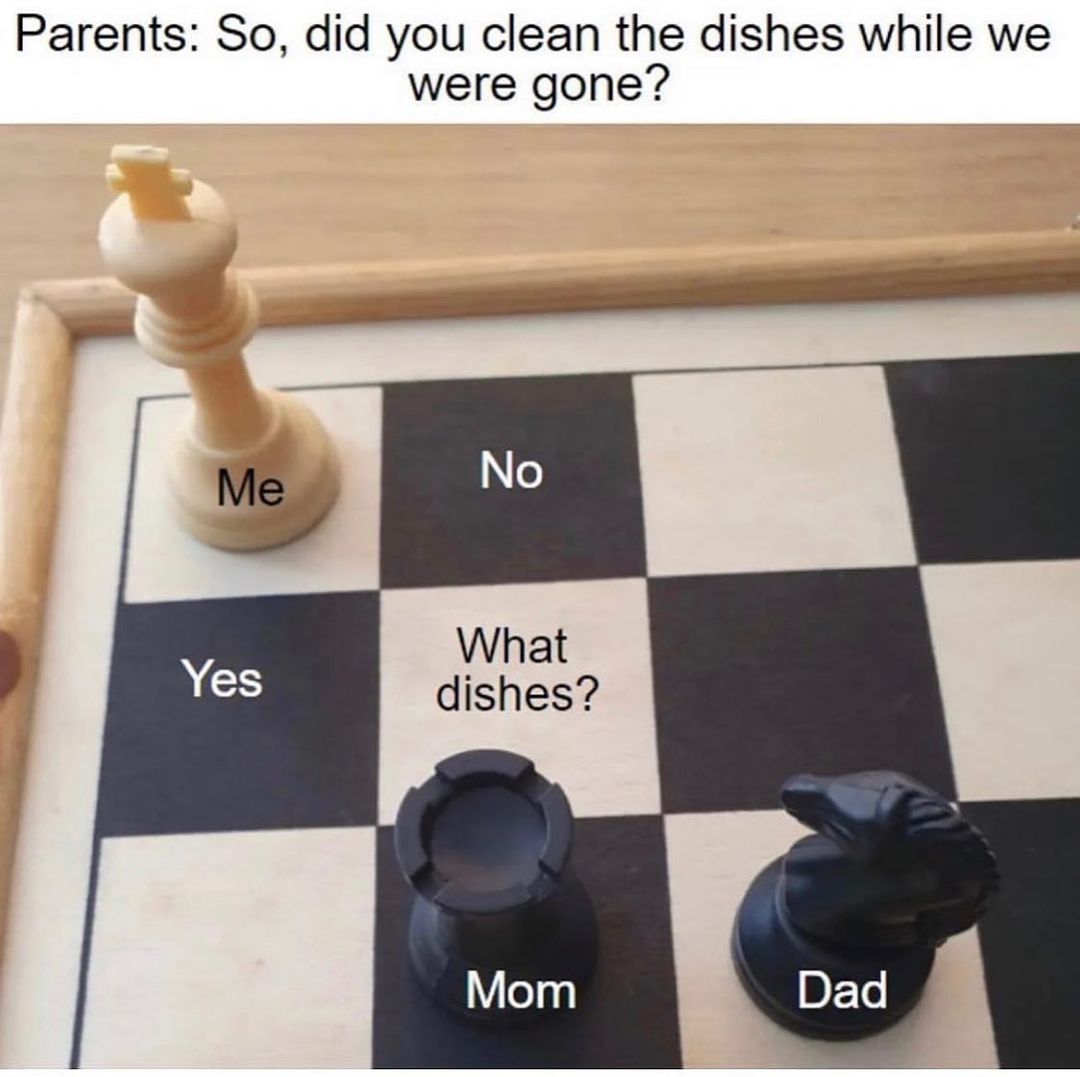 Parents: So, did you clean the dishes while we
were gone?
Me
No
Yes
What
dishes?
Mom
Dad